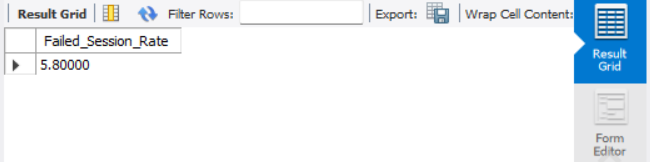 Result Grid Filter Rows: Export: Wrap Cell Content:
Failed_Session_Rate
5.80000
Result
Grid
Form
Editor